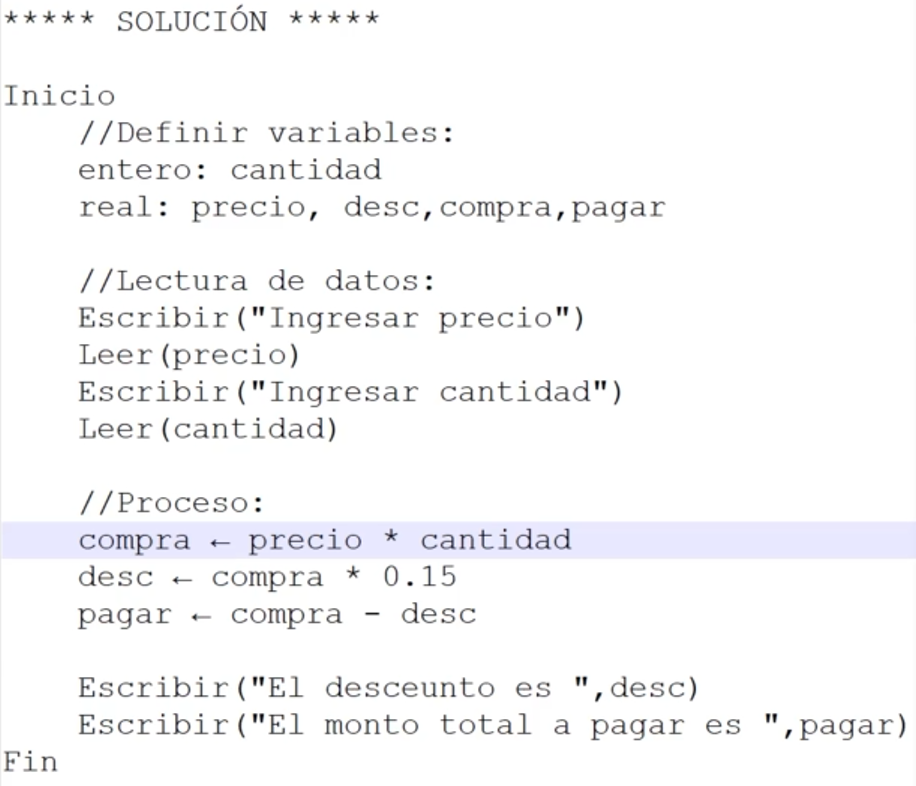 ***** SOLUCIÓN *****
Inicio
//Definir variables:
entero: cantidad
real: precio, desc,compra,pagar
//Lectura de datos:
Escribir("Ingresar precio")
Leer(precio)
Escribir("Ingresar cantidad")
Leer(cantidad)
//Proceso:
compra ← precio * cantidad
desc ← compra * 0.15
pagar ← compra - desc
Escribir("El desceunto es ",desc)
Escribir("El monto total a pagar es ",pagar)
Fin